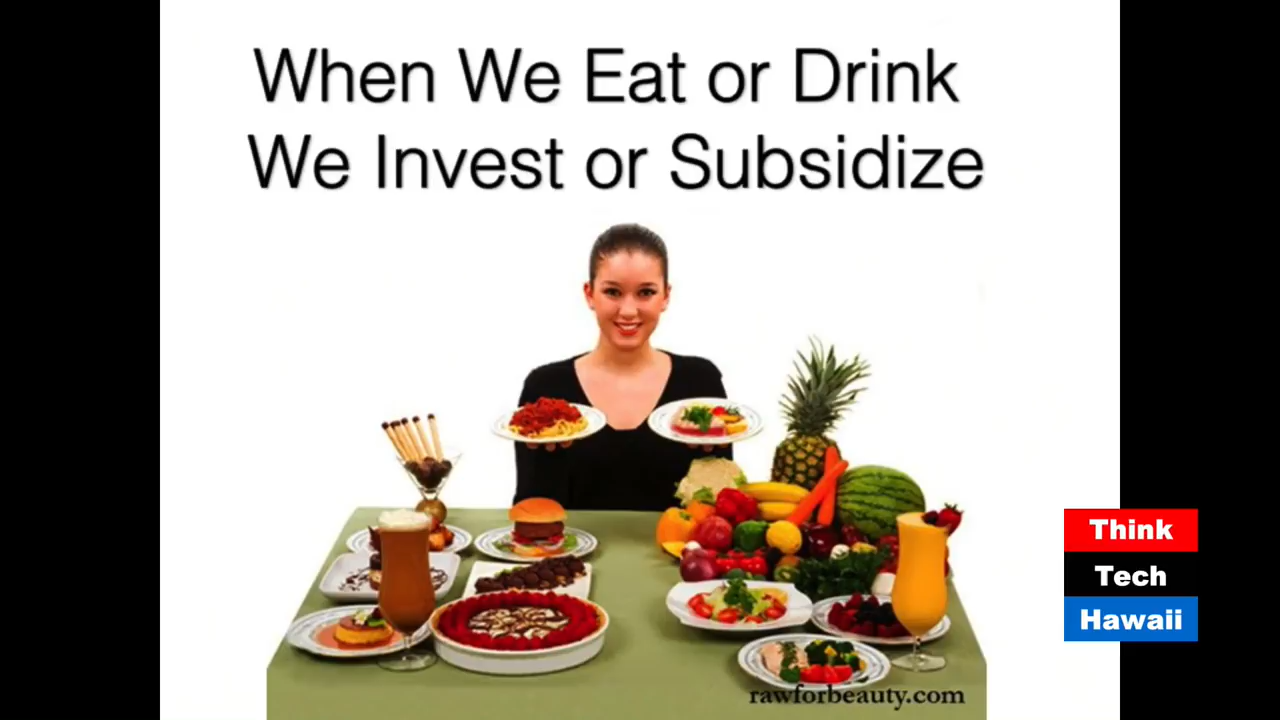 When We Eat or Drink
We Invest or Subsidize
Think
Tech
Hawaii
rawforbeauty.com